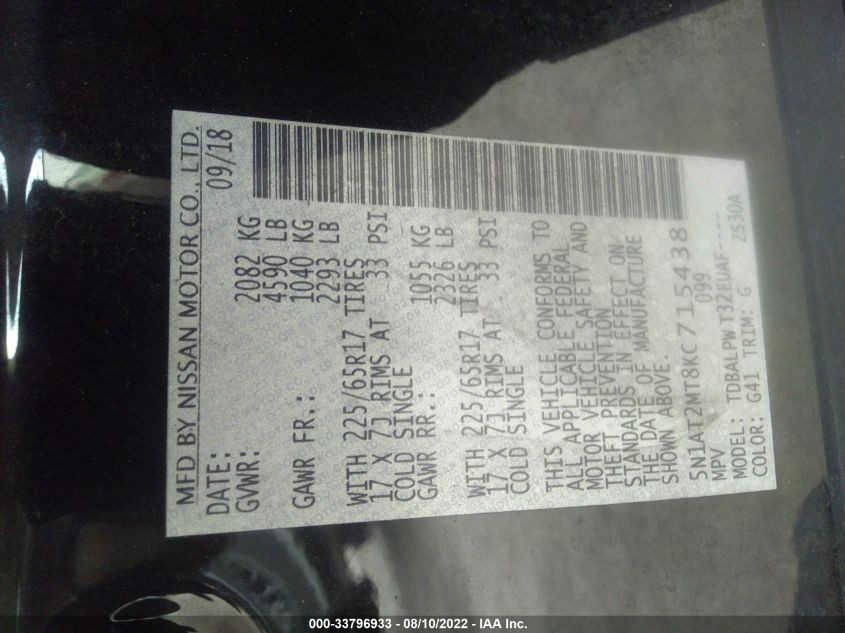 MFD BY NISSAN MOTOR CO., LTD.
DATE: 09/18
GVWR: 2082 KG
4590 LB
GAWR FR.: 1040 KG
2293 LB
WITH 225/65R17 TIRES
17 X 7J RIMS AT 33 PSI
COLD SINGLE
GAWR RR.: 1055 KG
2326 LB
WITH 225/65R17 TIRES
17 X 7J RIMS AT 33 PSI
COLD SINGLE
THIS VEHICLE CONFORMS TO
ALL APPLICABLE FEDERAL
MOTOR VEHICLE SAFETY AND
THEFT PREVENTION
STANDARDS IN EFFECT ON
THE DATE OF MANUFACTURE
SHOWN ABOVE.
5N1AT2MT8KC715438
MPV 099
MODEL: TDBALPW T32EUAF----
COLOR: G41 TRIM: G ZS30A
000-33796933 - 08/10/2022 - IAA Inc.